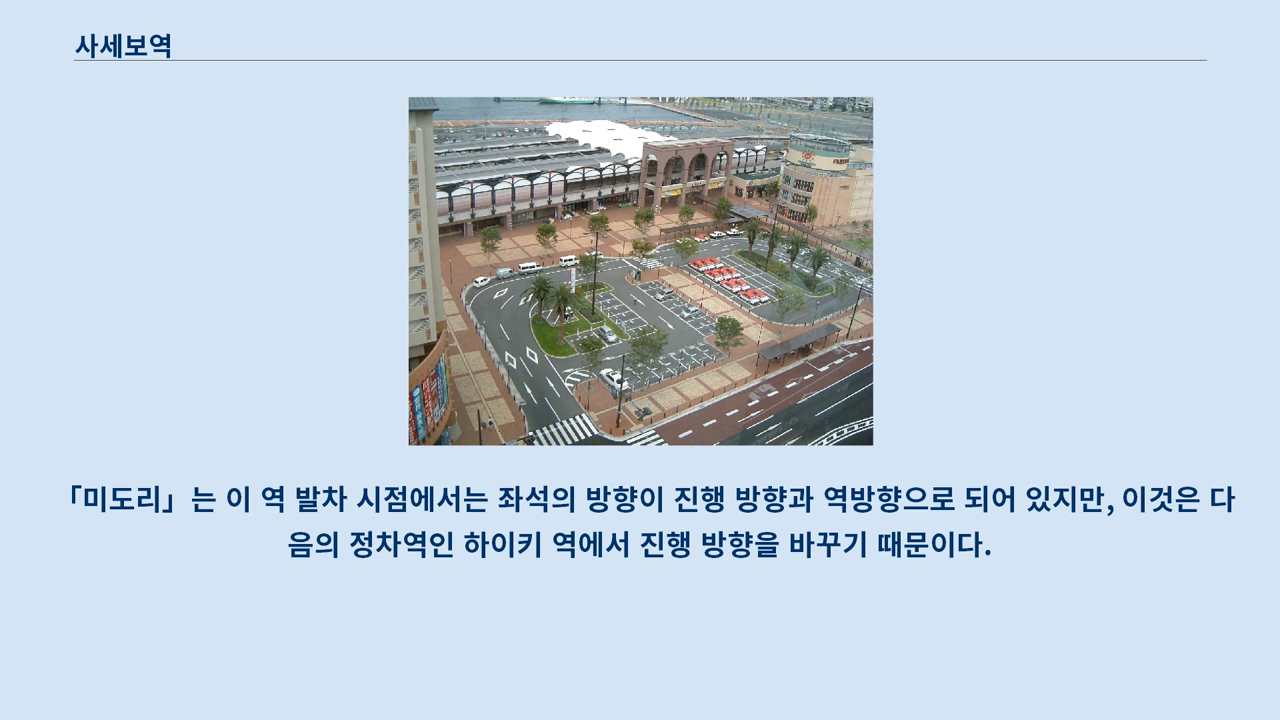 사세보역
「미도리」는 이 역 발차 시점에서는 좌석의 방향이 진행 방향과 역방향으로 되어 있지만, 이것은 다
음의 정차역인 하이키 역에서 진행 방향을 바꾸기 때문이다.